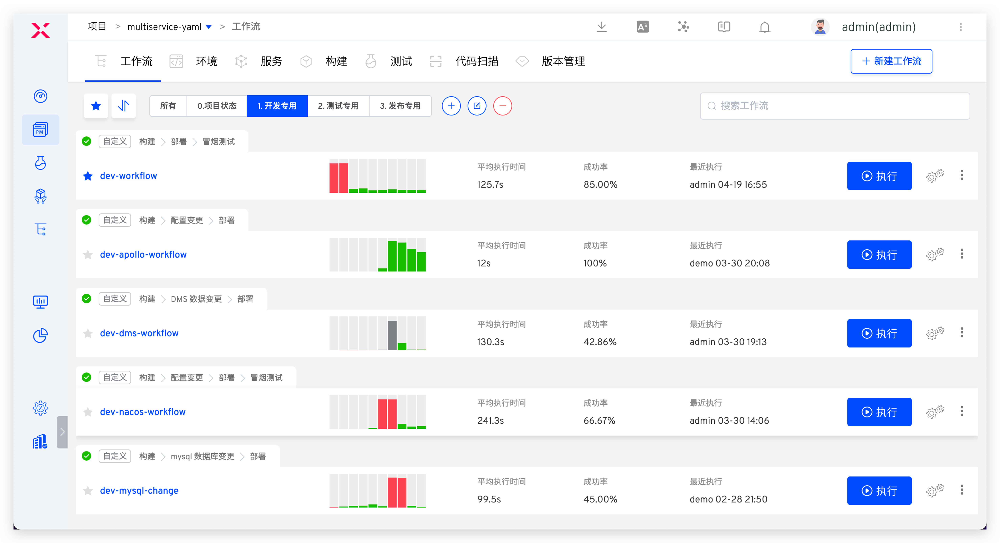 项目 > multiservice-yaml > 工作流
admin(admin)
工作流 环境 服务 构建 测试 代码扫描 版本管理
+ 新建工作流
所有 0.项目状态 1. 开发专用 2. 测试专用 3. 发布专用
搜索工作流
PM
自定义 构建 部署 冒烟测试
dev-workflow
平均执行时间 成功率 最近执行
125.7s 85.00% admin 04-19 16:55
执行
自定义 构建 配置变更 部署
dev-apollo-workflow
平均执行时间 成功率 最近执行
12s 100% demo 03-30 20:08
执行
自定义 构建 DMS 数据变更 部署
dev-dms-workflow
平均执行时间 成功率 最近执行
130.3s 42.86% admin 03-30 19:13
执行
自定义 构建 配置变更 部署 冒烟测试
dev-nacos-workflow
平均执行时间 成功率 最近执行
241.3s 66.67% admin 03-30 14:06
执行
自定义 构建 mysql 数据库变更 部署
dev-mysql-change
平均执行时间 成功率 最近执行
99.5s 45.00% demo 02-28 21:50
执行